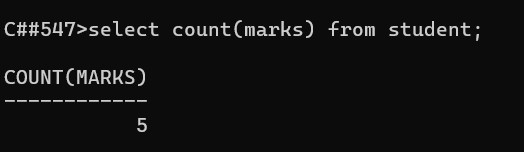 C##547>select count(marks) from student;
COUNT(MARKS)
------------
5